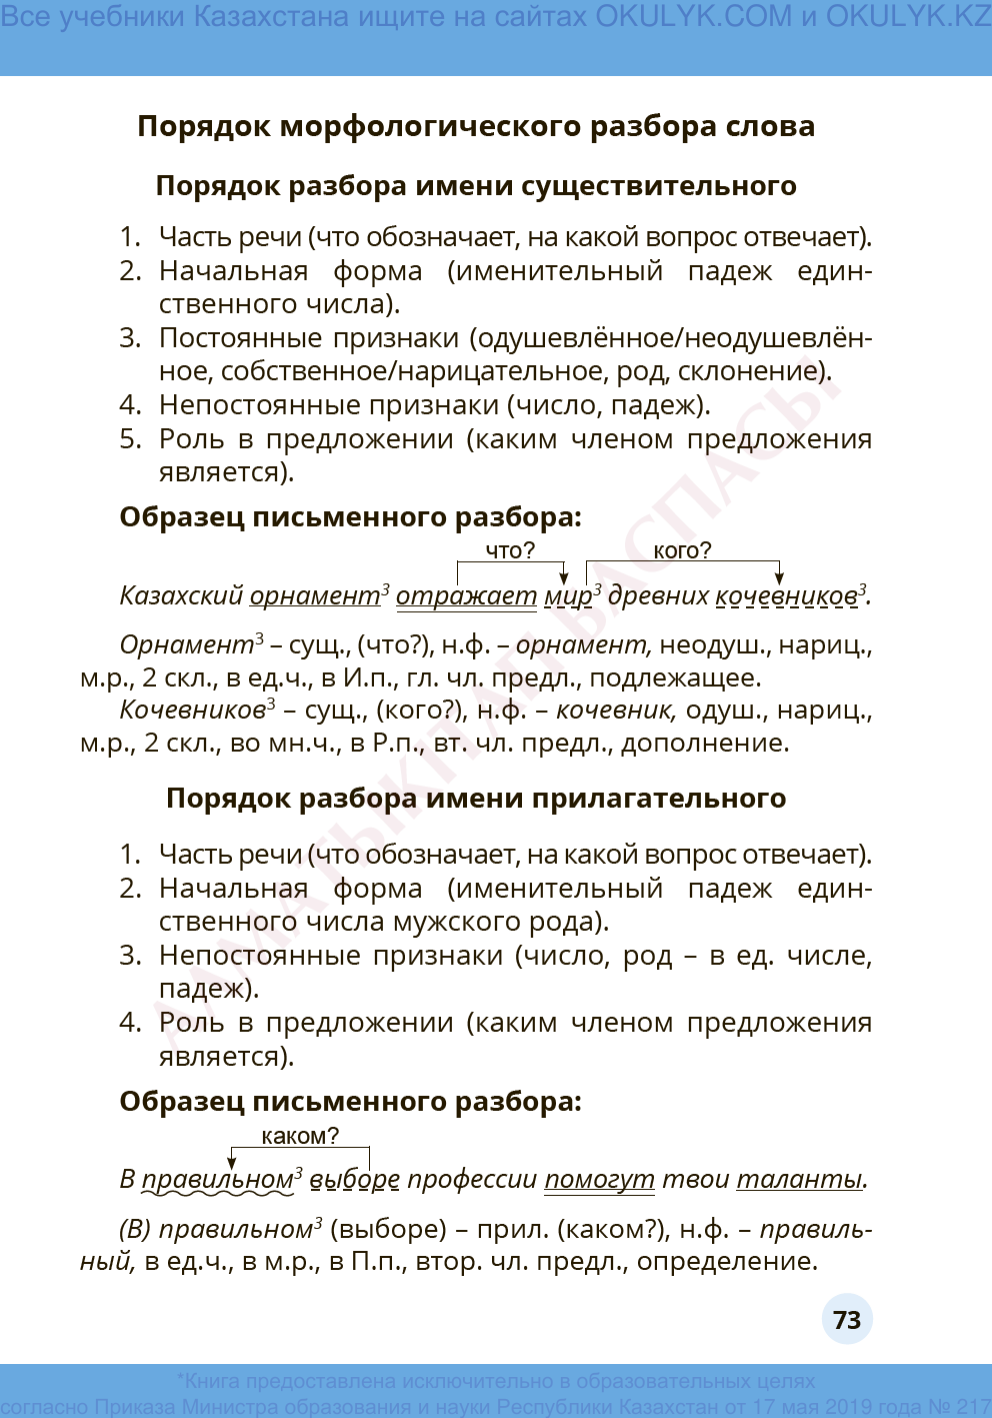 Все учебники Казахстана ищите на сайтах OKULYK.COM и OKULYK.KZ
Порядок морфологического разбора слова
Порядок разбора имени существительного
1. Часть речи (что обозначает, на какой вопрос отвечает).
2. Начальная форма (именительный падеж един-
ственного числа).
3. Постоянные признаки (одушевлённое/неодушевлён-
ное, собственное/нарицательное, род, склонение).
4. Непостоянные признаки (число, падеж).
5. Роль в предложении (каким членом предложения
является).
Образец письменного разбора:
что? кого?
Казахский орнамент³ отражает мир³ древних кочевников³.
Орнамент³ – сущ., (что?), н.ф. – орнамент, неодуш., нариц.,
м.р., 2 скл., в ед.ч., в И.п., гл. чл. предл., подлежащее.
Кочевников³ – сущ., (кого?), н.ф. – кочевник, одуш., нариц.,
м.р., 2 скл., во мн.ч., в Р.п., вт. чл. предл., дополнение.
Порядок разбора имени прилагательного
1. Часть речи (что обозначает, на какой вопрос отвечает).
2. Начальная форма (именительный падеж един-
ственного числа мужского рода).
3. Непостоянные признаки (число, род – в ед. числе,
падеж).
4. Роль в предложении (каким членом предложения
является).
Образец письменного разбора:
каком?
В правильном³ выборе профессии помогут твои таланты.
(В) правильном³ (выборе) – прил. (каком?), н.ф. – правиль-
ный, в ед.ч., в м.р., в П.п., втор. чл. предл., определение.
АЛМАТЫКІТАП БАСПАСЫ
73
*Книга предоставлена исключительно в образовательных целях
согласно Приказа Министра образования и науки Республики Казахстан от 17 мая 2019 года № 217